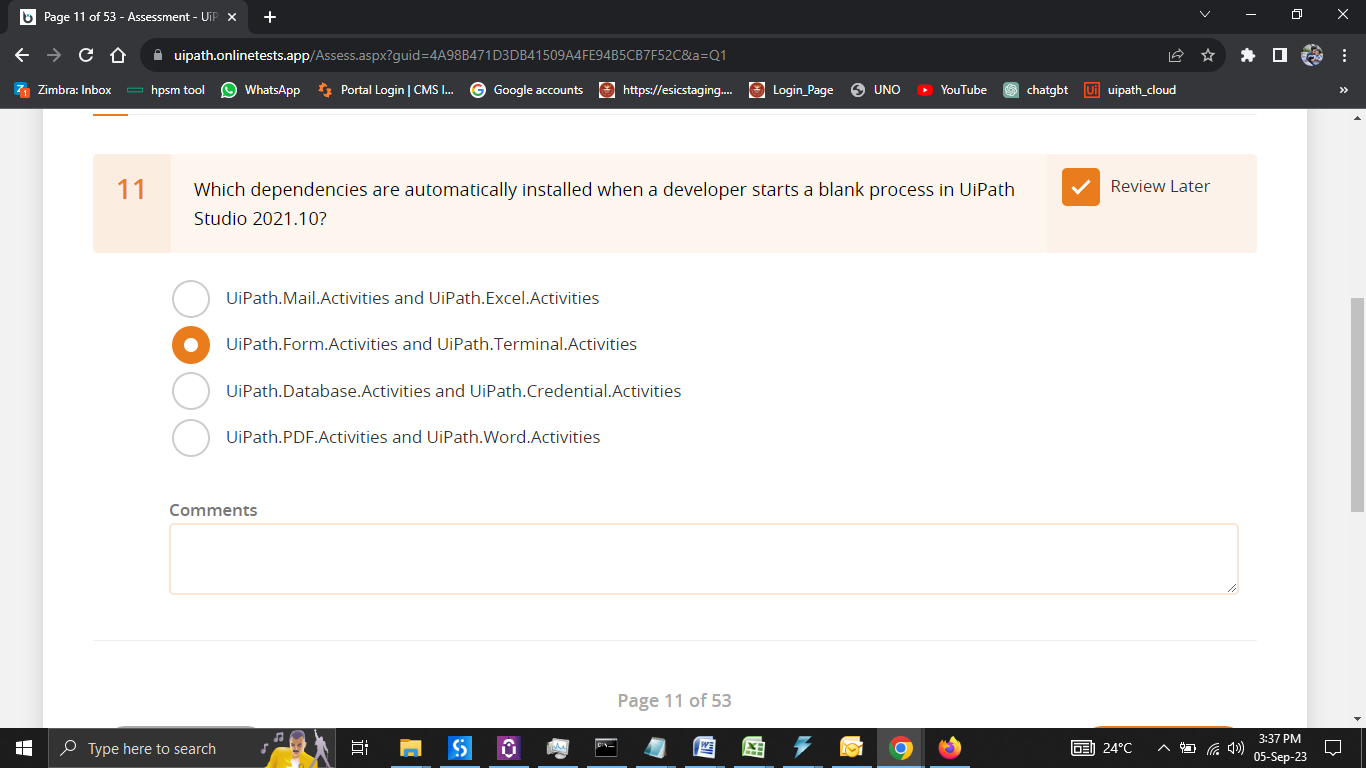 Page 11 of 53 - Assessment - UiP
uipath.onlinetests.app/Assess.aspx?guid=4A98B471D3DB41509A4FE94B5CB7F52C&a=Q1
Zimbra: Inbox
hpsm tool
WhatsApp
Portal Login | CMS I...
Google accounts
https://esicstaging....
Login_Page
UNO
YouTube
chatgbt
Ui uipath_cloud
»
11
Which dependencies are automatically installed when a developer starts a blank process in UiPath
Studio 2021.10?
Review Later
UiPath.Mail.Activities and UiPath.Excel.Activities
UiPath.Form.Activities and UiPath.Terminal.Activities
UiPath.Database.Activities and UiPath.Credential.Activities
UiPath.PDF.Activities and UiPath.Word.Activities
Comments
Page 11 of 53
Type here to search
24°C
3:37 PM
05-Sep-23